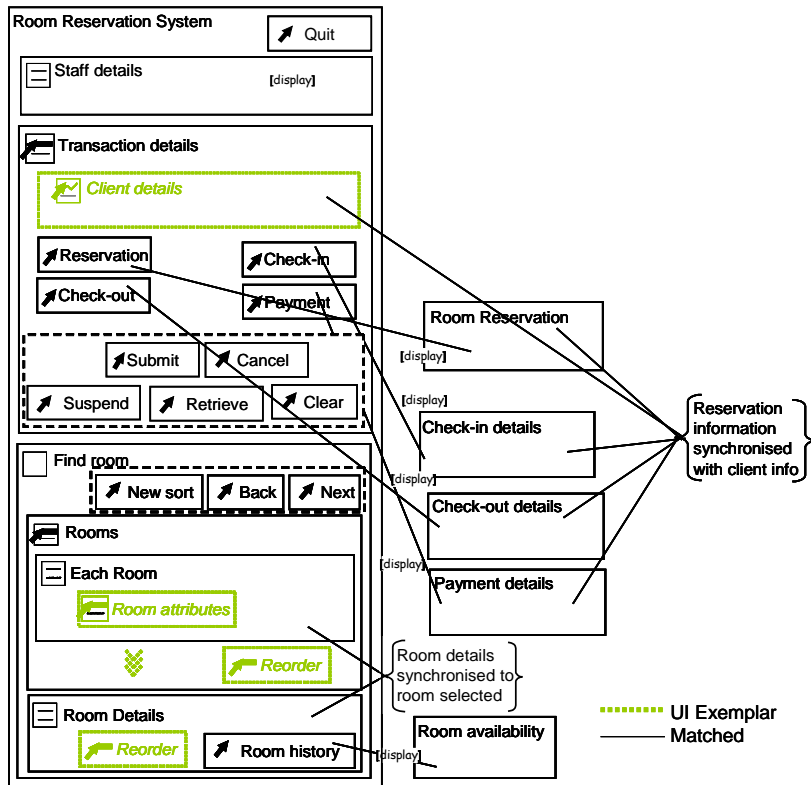 Room Reservation System
Quit
Staff details
[display]
Transaction details
Client details
Reservation
Check-in
Check-out
Payment
Submit
Cancel
Suspend
Retrieve
Clear
Find room
New sort
Back
Next
Rooms
Each Room
Room attributes
Reorder
Room Details
Reorder
Room history
Room Reservation
[display]
[display]
Check-in details
[display]
Check-out details
[display]
Payment details
Reservation
information
synchronised
with client info
Room details
synchronised to
room selected
Room availability
[display]
UI Exemplar
Matched